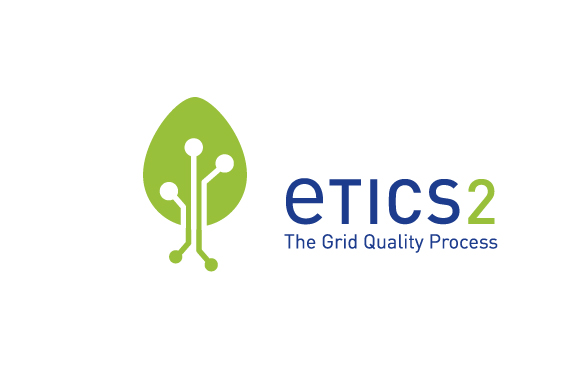 eTICS2
The Grid Quality Process